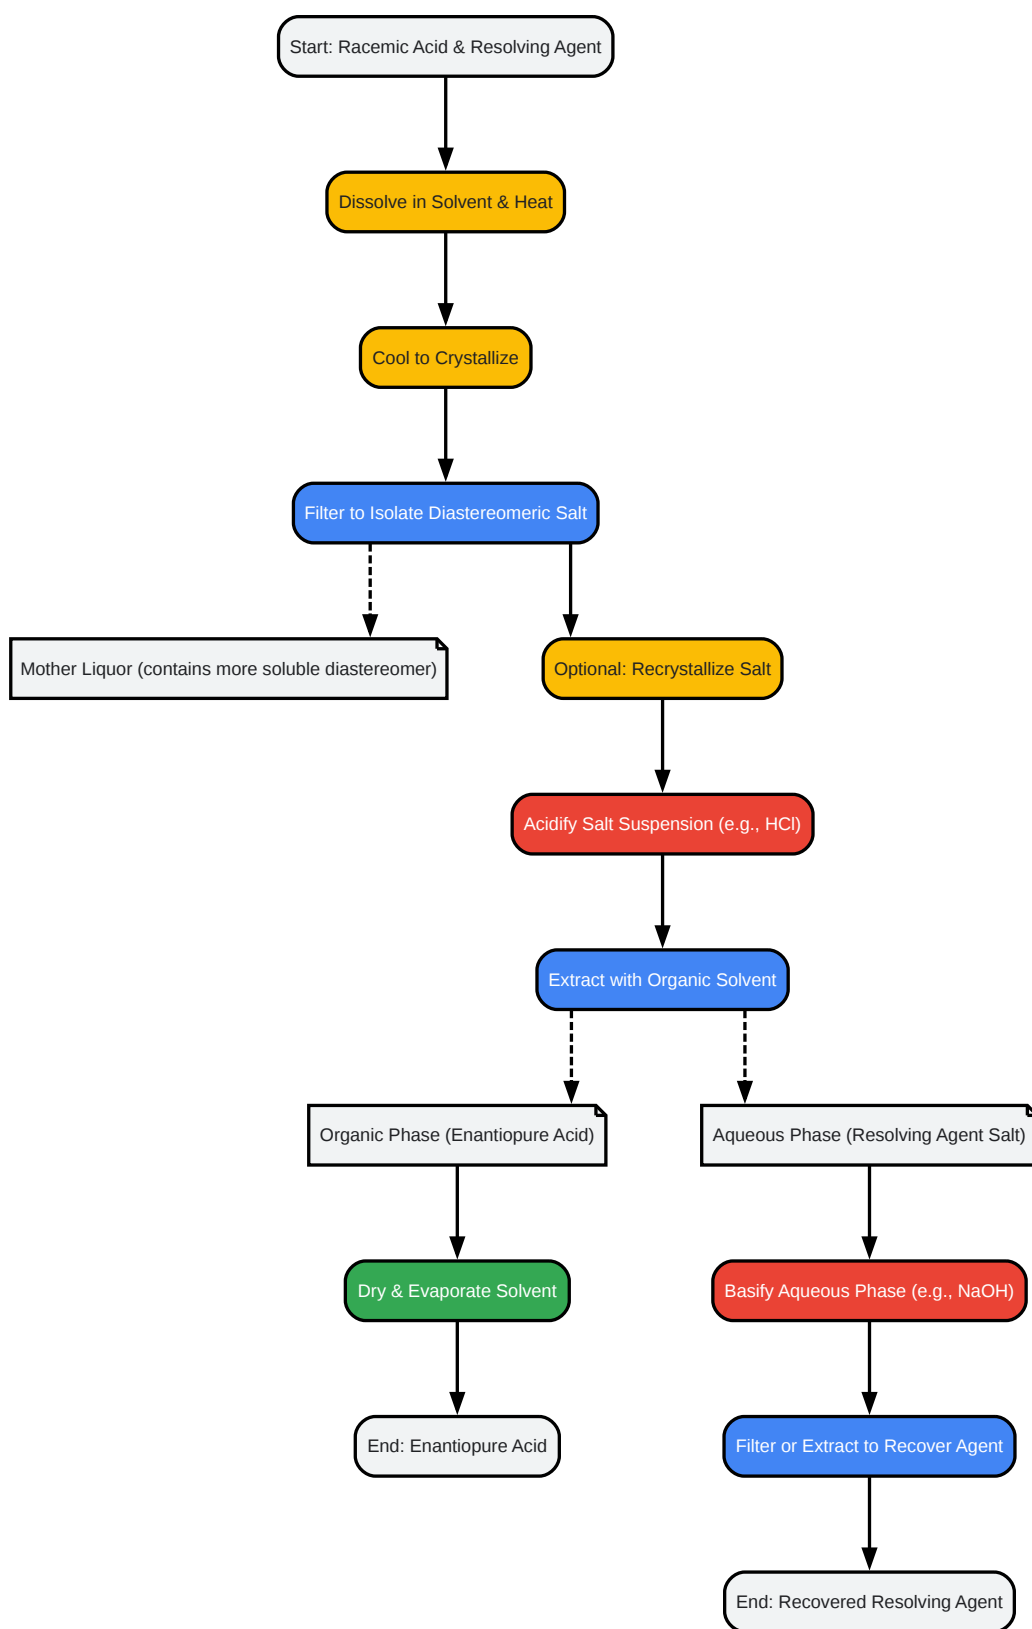 Start: Racemic Acid & Resolving Agent
Dissolve in Solvent & Heat
Cool to Crystallize
Filter to Isolate Diastereomeric Salt
Mother Liquor (contains more soluble diastereomer)
Optional: Recrystallize Salt
Acidify Salt Suspension (e.g., HCl)
Extract with Organic Solvent
Organic Phase (Enantiopure Acid)
Aqueous Phase (Resolving Agent Salt)
Dry & Evaporate Solvent
Basify Aqueous Phase (e.g., NaOH)
End: Enantiopure Acid
Filter or Extract to Recover Agent
End: Recovered Resolving Agent